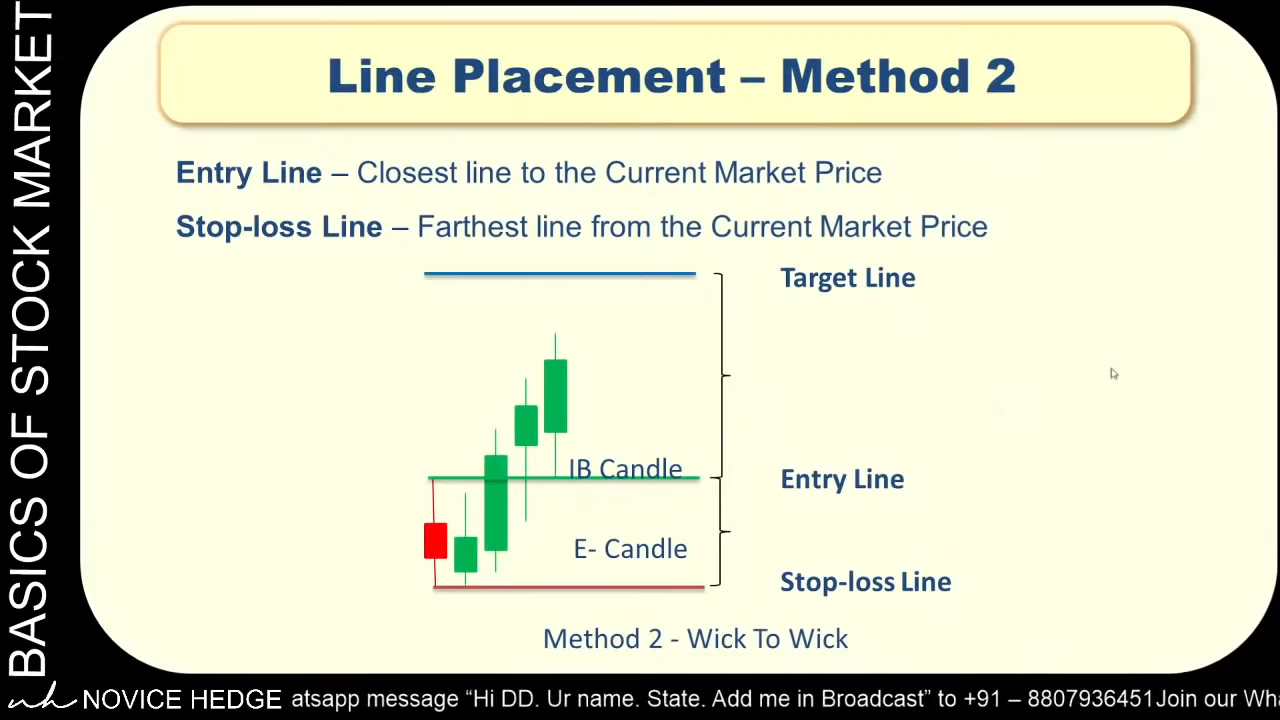 BASICS OF STOCK MARKET
Line Placement – Method 2
Entry Line – Closest line to the Current Market Price
Stop-loss Line – Farthest line from the Current Market Price
Target Line
IB Candle
Entry Line
E- Candle
Stop-loss Line
Method 2 - Wick To Wick
nh NOVICE HEDGE atsapp message “Hi DD. Ur name. State. Add me in Broadcast” to +91 – 8807936451Join our Wha